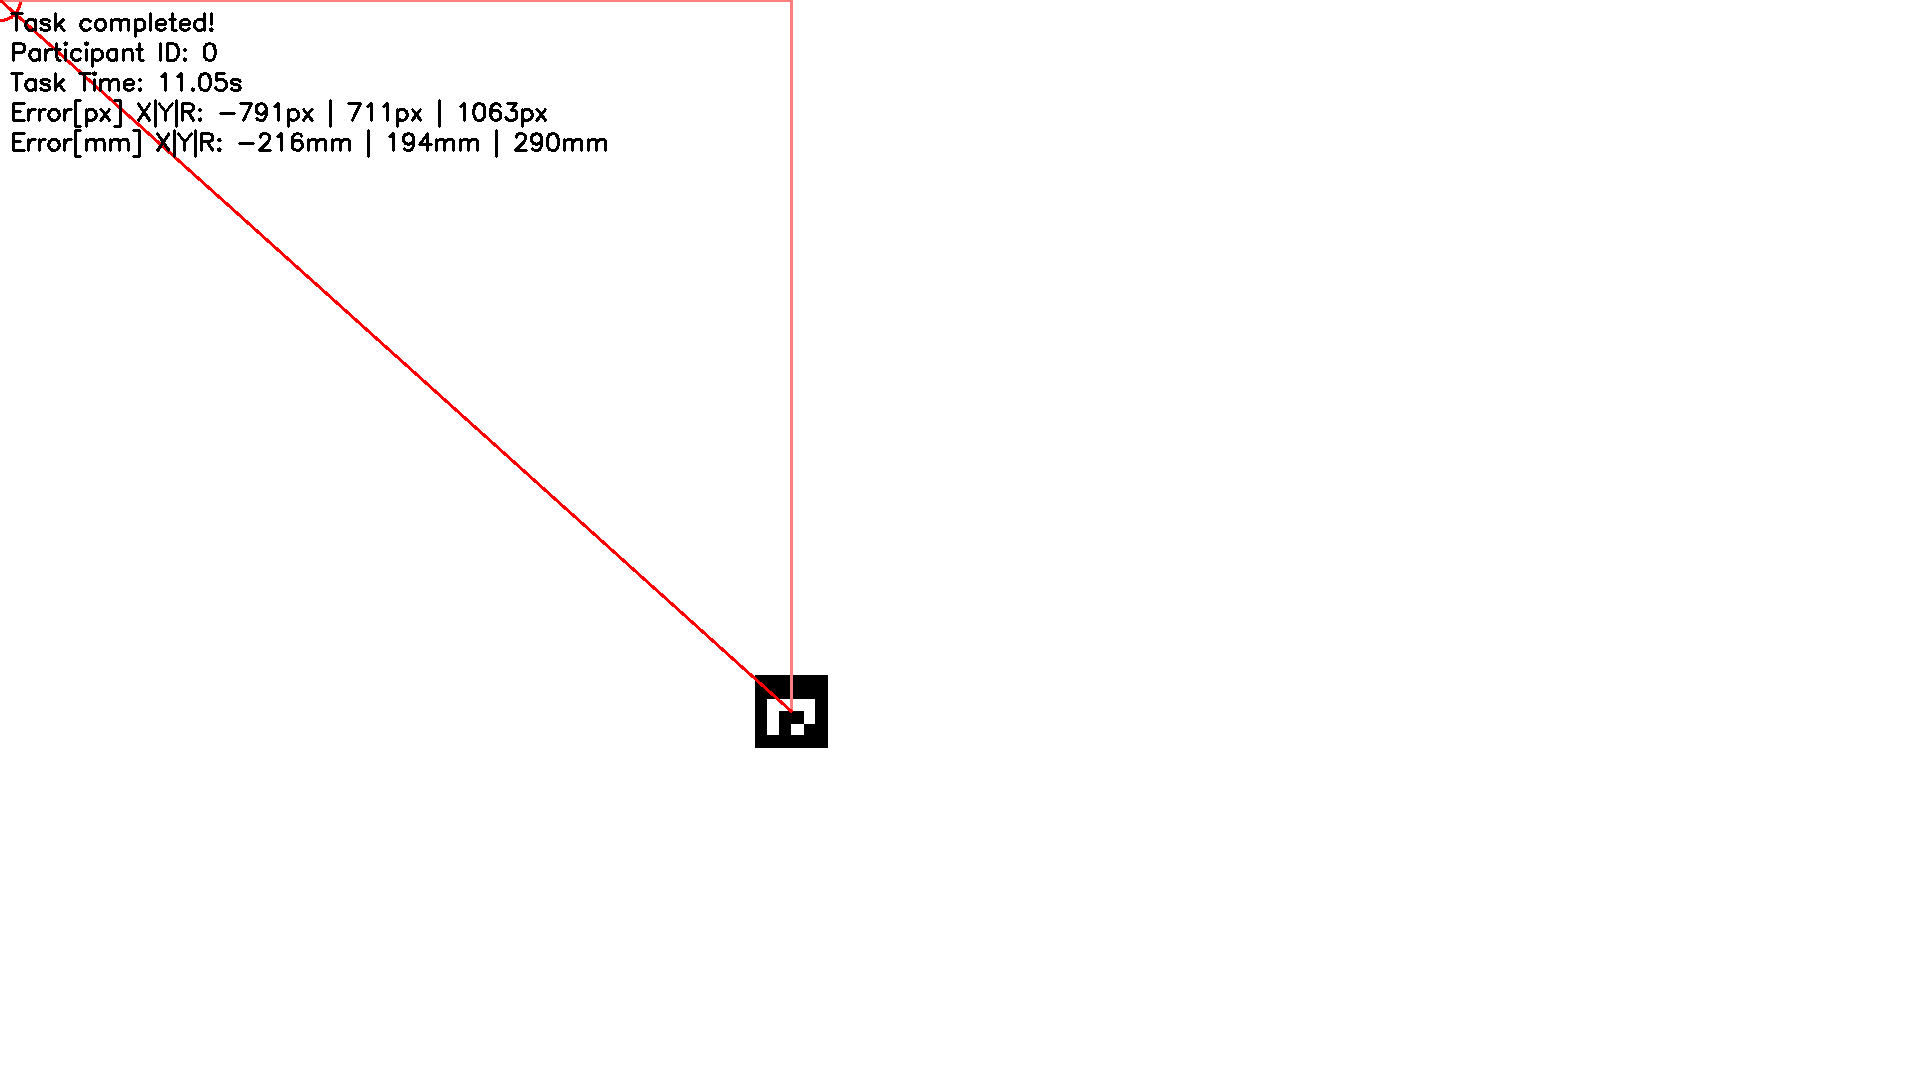 Task completed!
Participant ID: 0
Task Time: 11.05s
Error[px] X|Y|R: -791px | 711px | 1063px
Error[mm] X|Y|R: -216mm | 194mm | 290mm